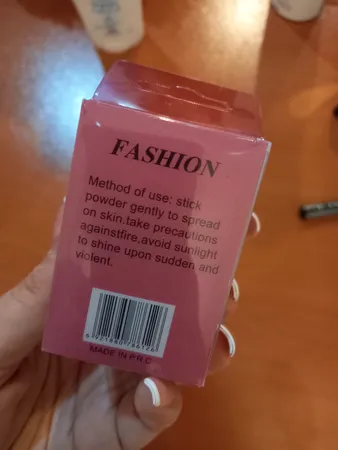 FASHION
Method of use: stick
powder gently to spread
on skin.take precautions
againstfire,avoid sunlight
to shine upon sudden and
violent.
MADE IN P R C